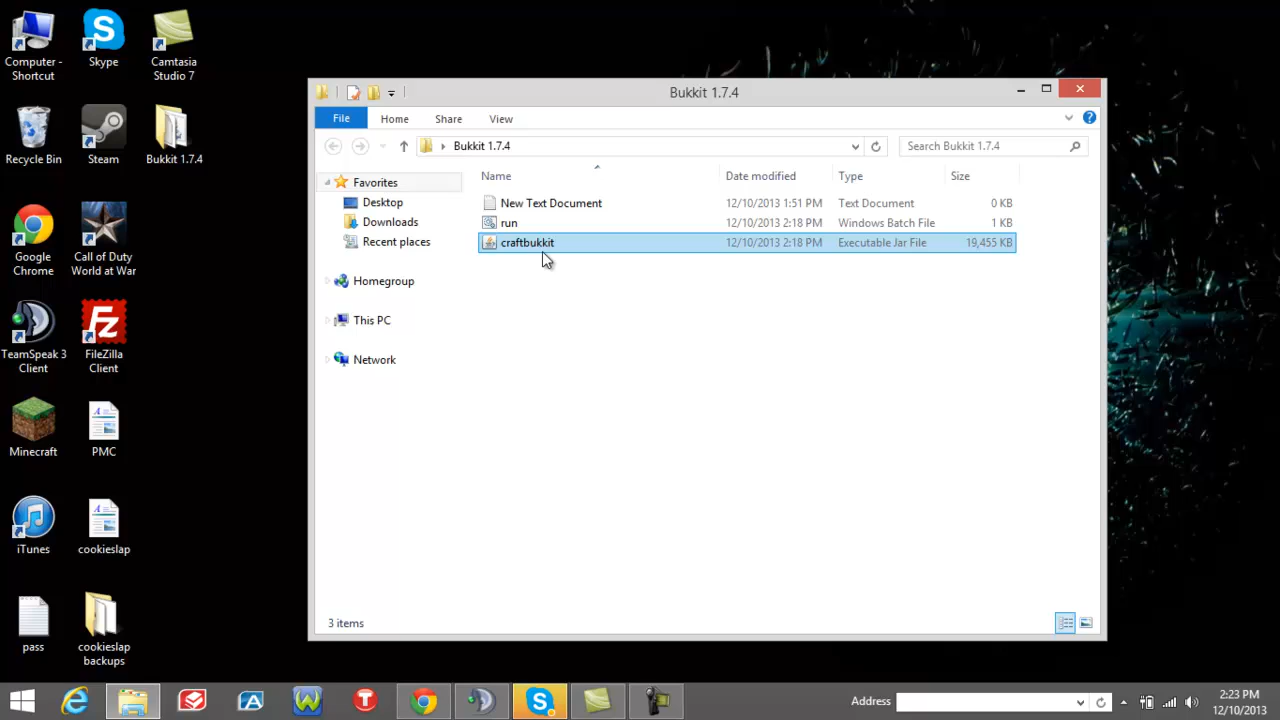 Computer - Shortcut
Skype
Camtasia Studio 7
Recycle Bin
Steam
Bukkit 1.7.4
Google Chrome
Call of Duty World at War
TeamSpeak 3 Client
FileZilla Client
Minecraft
PMC
iTunes
cookieslap
pass
cookieslap backups
Bukkit 1.7.4
File Home Share View
Bukkit 1.7.4
Search Bukkit 1.7.4
Name Date modified Type Size
New Text Document 12/10/2013 1:51 PM Text Document 0 KB
run 12/10/2013 2:18 PM Windows Batch File 1 KB
craftbukkit 12/10/2013 2:18 PM Executable Jar File 19,455 KB
Favorites
Desktop
Downloads
Recent places
Homegroup
This PC
Network
3 items
Address
2:23 PM
12/10/2013